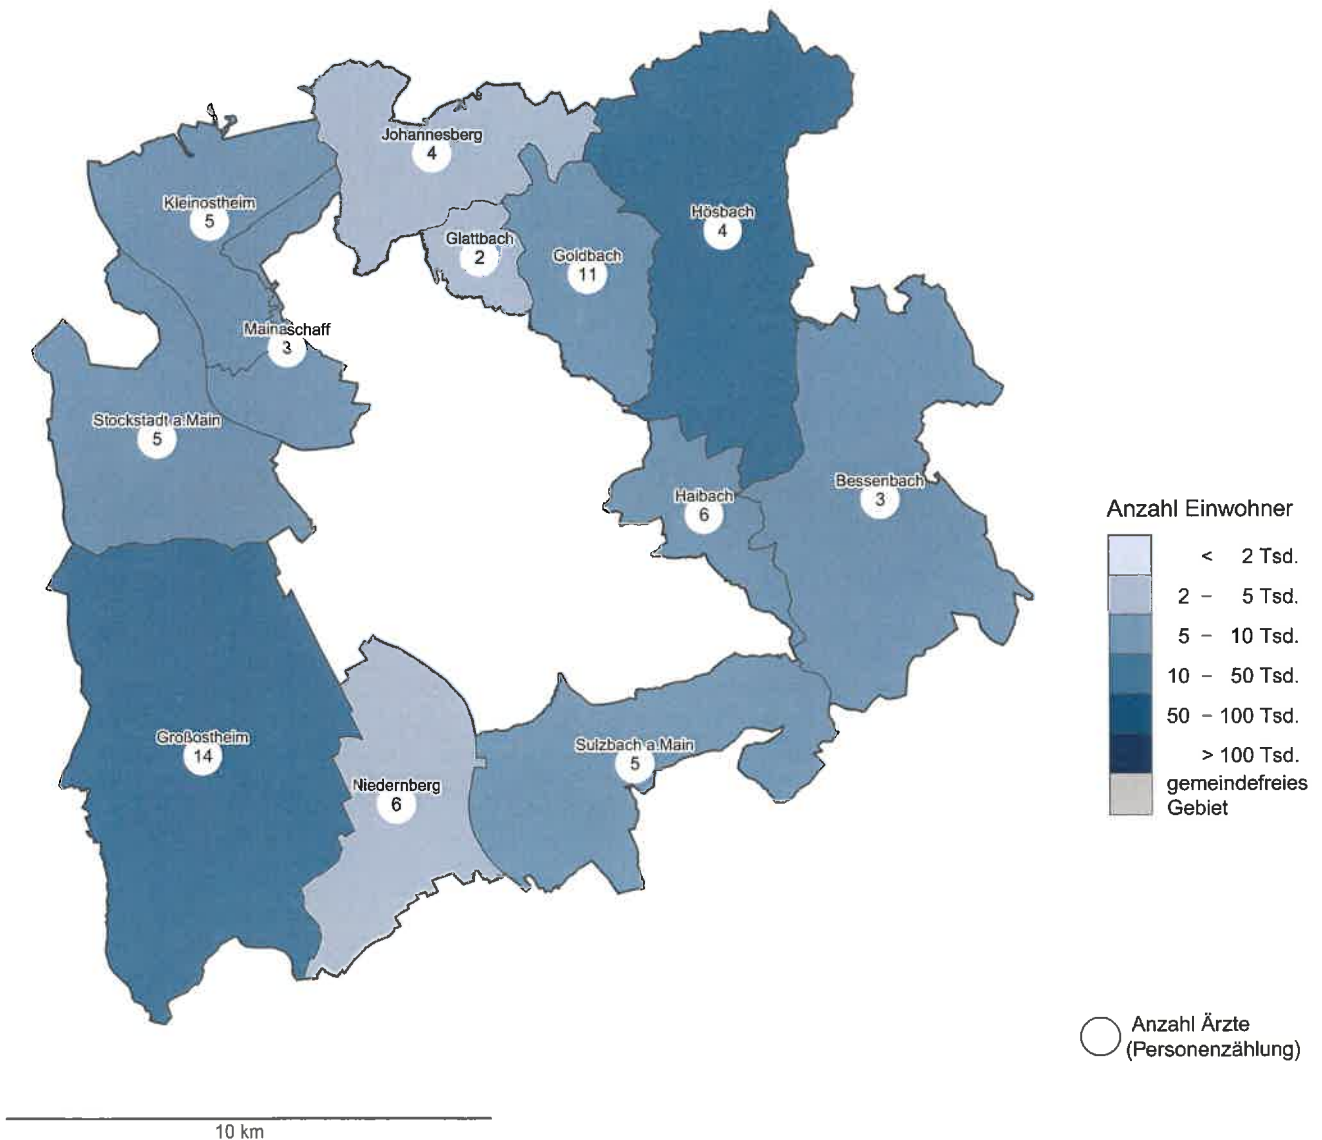 Johannesberg
4
Kleinostheim
5
Hösbach
4
Glattbach
2
Goldbach
11
Mainaschaff
3
Stockstadt a.Main
5
Haibach
6
Bessenbach
3
Großostheim
14
Niedernberg
6
Sulzbach a.Main
5
Anzahl Einwohner
< 2 Tsd.
2 – 5 Tsd.
5 – 10 Tsd.
10 – 50 Tsd.
50 – 100 Tsd.
> 100 Tsd.
gemeindefreies
Gebiet
Anzahl Ärzte
(Personenzählung)
10 km